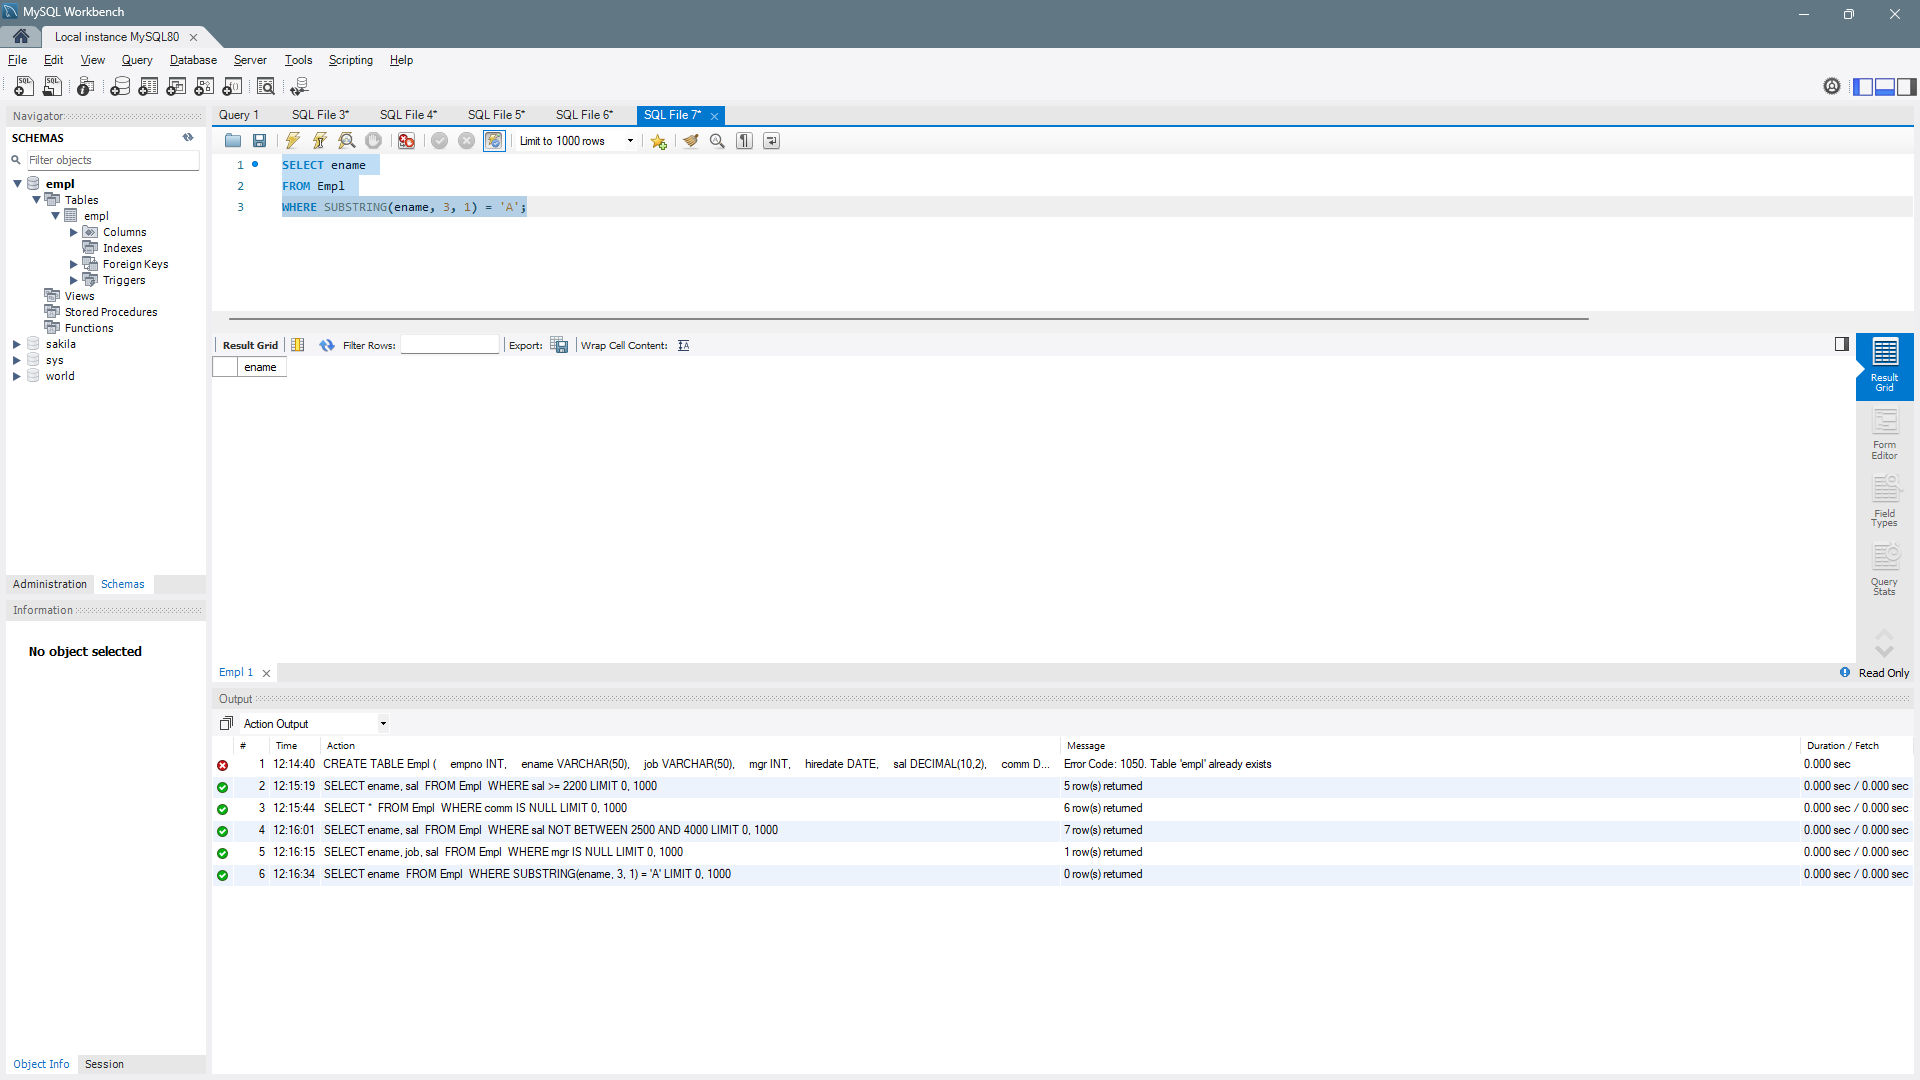 MySQL Workbench
Local instance MySQL80
File Edit View Query Database Server Tools Scripting Help
Navigator
SCHEMAS
Filter objects
empl
Tables
empl
Columns
Indexes
Foreign Keys
Triggers
Views
Stored Procedures
Functions
sakila
sys
world
Administration Schemas
Information
No object selected
Object Info Session
Query 1 SQL File 3* SQL File 4* SQL File 5* SQL File 6* SQL File 7*
Limit to 1000 rows
1 SELECT ename
2 FROM Empl
3 WHERE SUBSTRING(ename, 3, 1) = 'A';
Result Grid Filter Rows: Export: Wrap Cell Content:
ename
Result
Grid
Form
Editor
Field
Types
Query
Stats
Empl 1
Read Only
Output
Action Output
# Time Action Message Duration / Fetch
1 12:14:40 CREATE TABLE Empl ( empno INT, ename VARCHAR(50), job VARCHAR(50), mgr INT, hiredate DATE, sal DECIMAL(10,2), comm D... Error Code: 1050. Table 'empl' already exists 0.000 sec
2 12:15:19 SELECT ename, sal FROM Empl WHERE sal >= 2200 LIMIT 0, 1000 5 row(s) returned 0.000 sec / 0.000 sec
3 12:15:44 SELECT * FROM Empl WHERE comm IS NULL LIMIT 0, 1000 6 row(s) returned 0.000 sec / 0.000 sec
4 12:16:01 SELECT ename, sal FROM Empl WHERE sal NOT BETWEEN 2500 AND 4000 LIMIT 0, 1000 7 row(s) returned 0.000 sec / 0.000 sec
5 12:16:15 SELECT ename, job, sal FROM Empl WHERE mgr IS NULL LIMIT 0, 1000 1 row(s) returned 0.000 sec / 0.000 sec
6 12:16:34 SELECT ename FROM Empl WHERE SUBSTRING(ename, 3, 1) = 'A' LIMIT 0, 1000 0 row(s) returned 0.000 sec / 0.000 sec